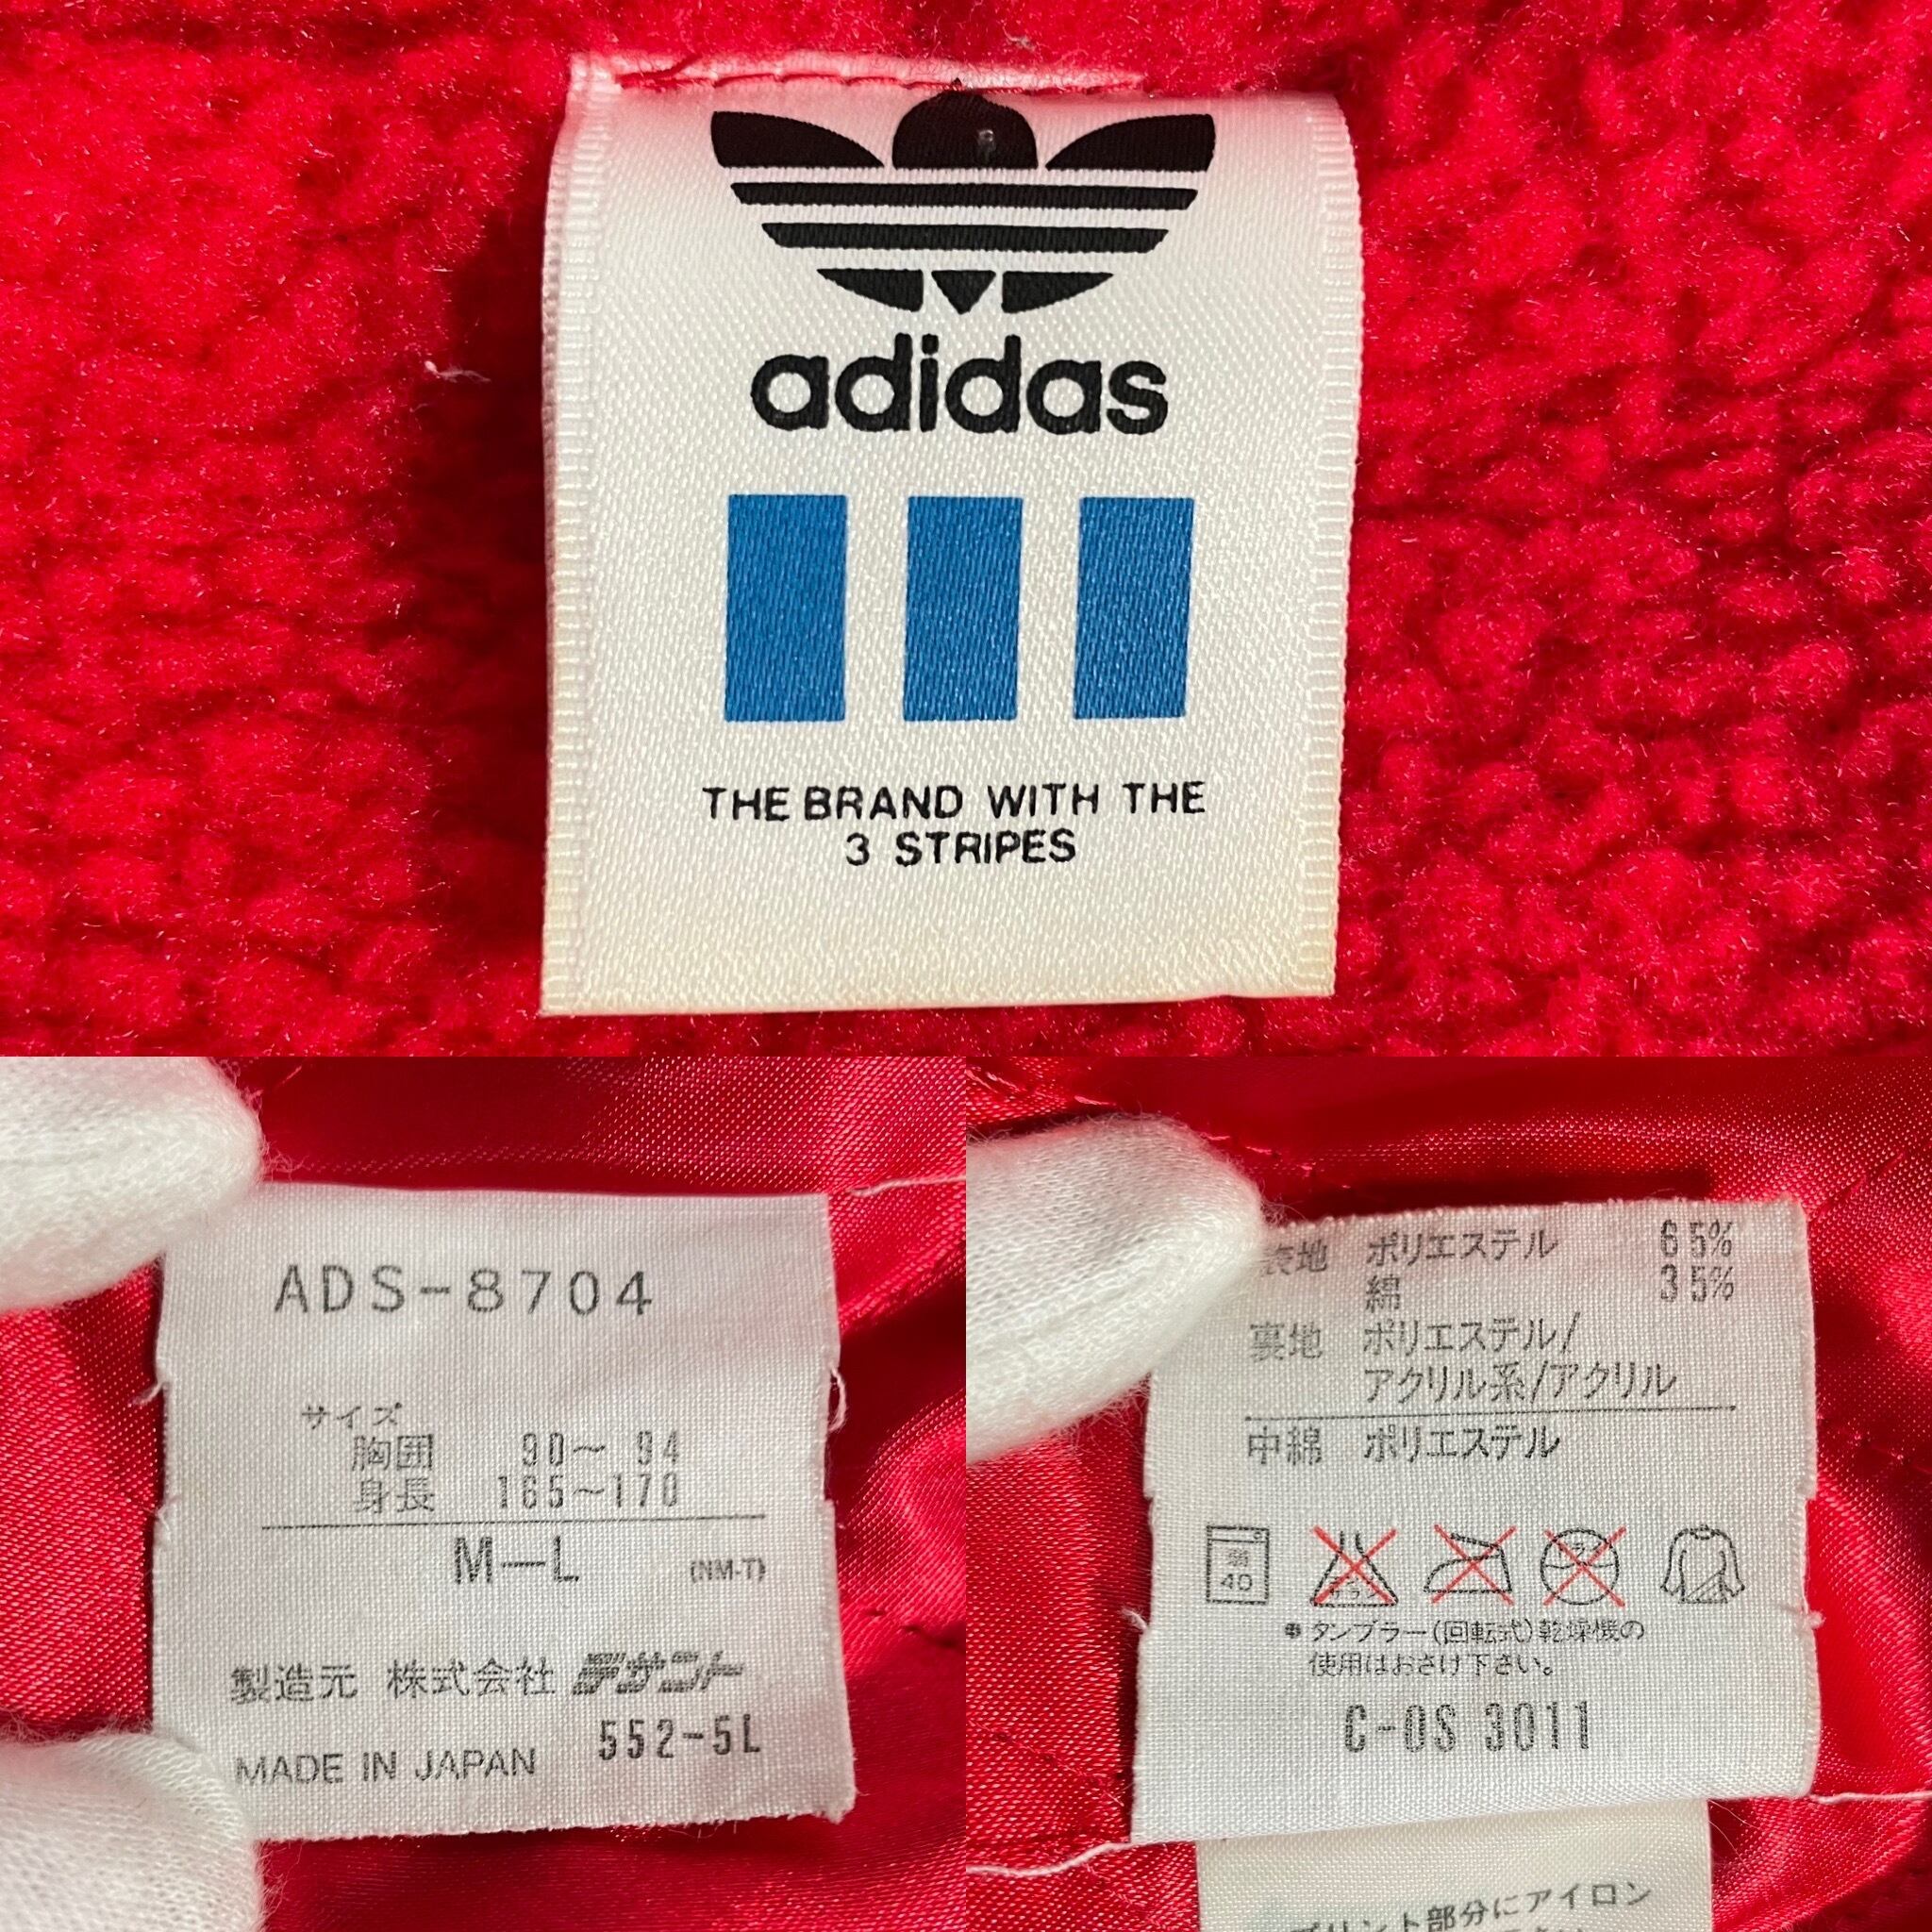 adidas
THE BRAND WITH THE
3 STRIPES
ADS-8704
サイズ
胸囲 90〜 94
身長 165〜170
M—L (NM-T)
製造元 株式会社 デサント
552-5L
MADE IN JAPAN
表地 ポリエステル 65%
綿 35%
裏地 ポリエステル/
アクリル系/アクリル
中綿 ポリエステル
弱
40
●タンブラー(回転式)乾燥機の
使用はおさけ下さい。
C-OS 3011
プリント部分にアイロン